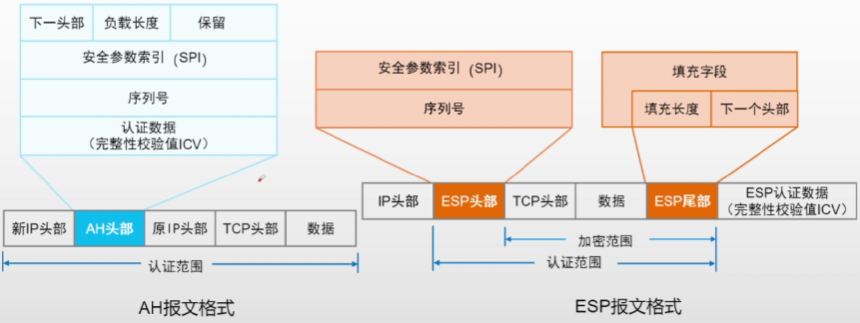 下一头部 负载长度 保留
安全参数索引 (SPI)
序列号
认证数据
(完整性校验值ICV)
新IP头部 AH头部 原IP头部 TCP头部 数据
认证范围
AH报文格式
安全参数索引 (SPI)
序列号
填充字段
填充长度 下一个头部
IP头部 ESP头部 TCP头部 数据 ESP尾部 ESP认证数据
(完整性校验值ICV)
加密范围
认证范围
ESP报文格式